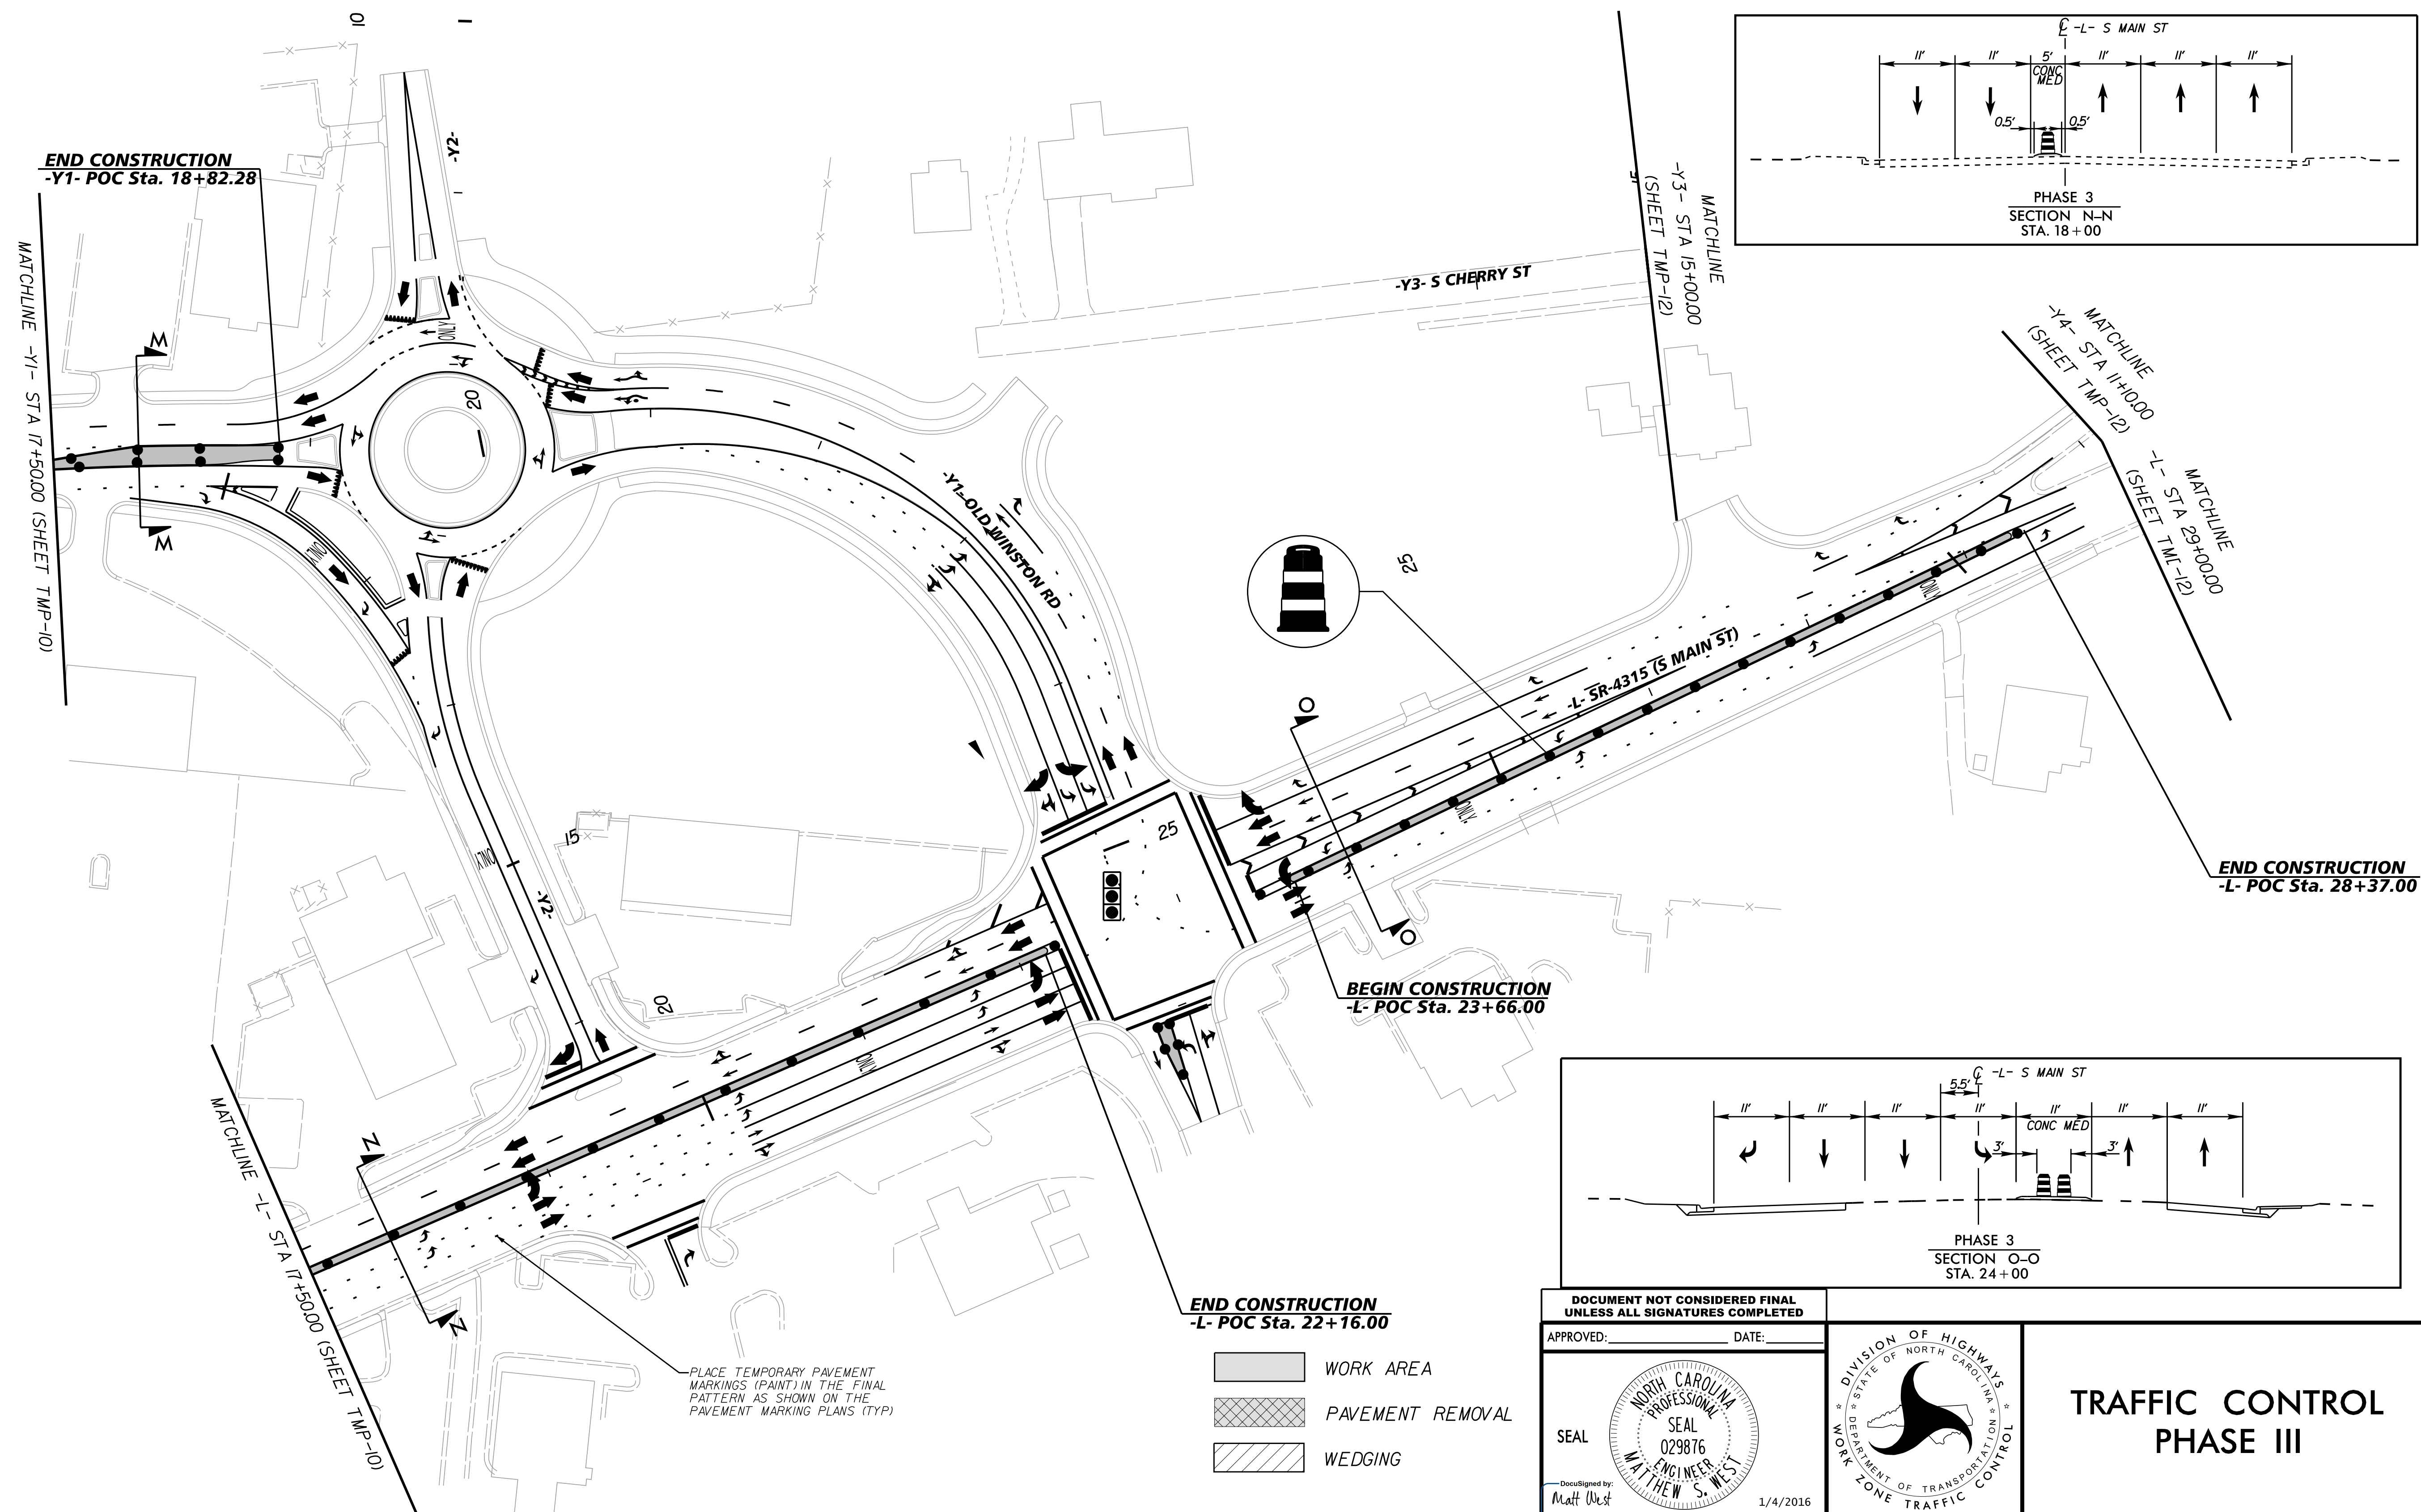 10
END CONSTRUCTION
-Y1- POC Sta. 18+82.28
MATCHLINE -Y1- STA 17+50.00 (SHEET TMP-10)
-Y2-
M
M
ONLY
20
ONLY
-Y1- OLD WINSTON RD
-Y3- S CHERRY ST
MATCHLINE
-Y3- STA 15+00.00
(SHEET TMP-12)
15
℄ -L- S MAIN ST
11' 11' 5' 11' 11' 11'
CONC
MED
0.5' 0.5'
PHASE 3
SECTION N-N
STA. 18+00
MATCHLINE
-Y4- STA 11+10.00
(SHEET TMP-12)
MATCHLINE
-L- STA 29+00.00
(SHEET TML-12)
25
-L- SR-4315 (S MAIN ST)
ONLY
ONLY
O
O
25
15
ONLY
-Y2-
20
ONLY
END CONSTRUCTION
-L- POC Sta. 28+37.00
BEGIN CONSTRUCTION
-L- POC Sta. 23+66.00
MATCHLINE -L- STA 17+50.00 (SHEET TMP-10)
N
N
END CONSTRUCTION
-L- POC Sta. 22+16.00
PLACE TEMPORARY PAVEMENT
MARKINGS (PAINT) IN THE FINAL
PATTERN AS SHOWN ON THE
PAVEMENT MARKING PLANS (TYP)
WORK AREA
PAVEMENT REMOVAL
WEDGING
℄ -L- S MAIN ST
5.5'
11' 11' 11' 11' 11' 11' 11'
CONC MED
3' 3'
PHASE 3
SECTION O-O
STA. 24+00
DOCUMENT NOT CONSIDERED FINAL
UNLESS ALL SIGNATURES COMPLETED
APPROVED: DATE:
SEAL
NORTH CAROLINA
PROFESSIONAL
SEAL
029876
ENGINEER
MATTHEW S. WEST
DocuSigned by:
Matt West
1/4/2016
DIVISION OF HIGHWAYS
STATE OF NORTH CAROLINA
DEPARTMENT OF TRANSPORTATION
WORK ZONE TRAFFIC CONTROL
TRAFFIC CONTROL
PHASE III